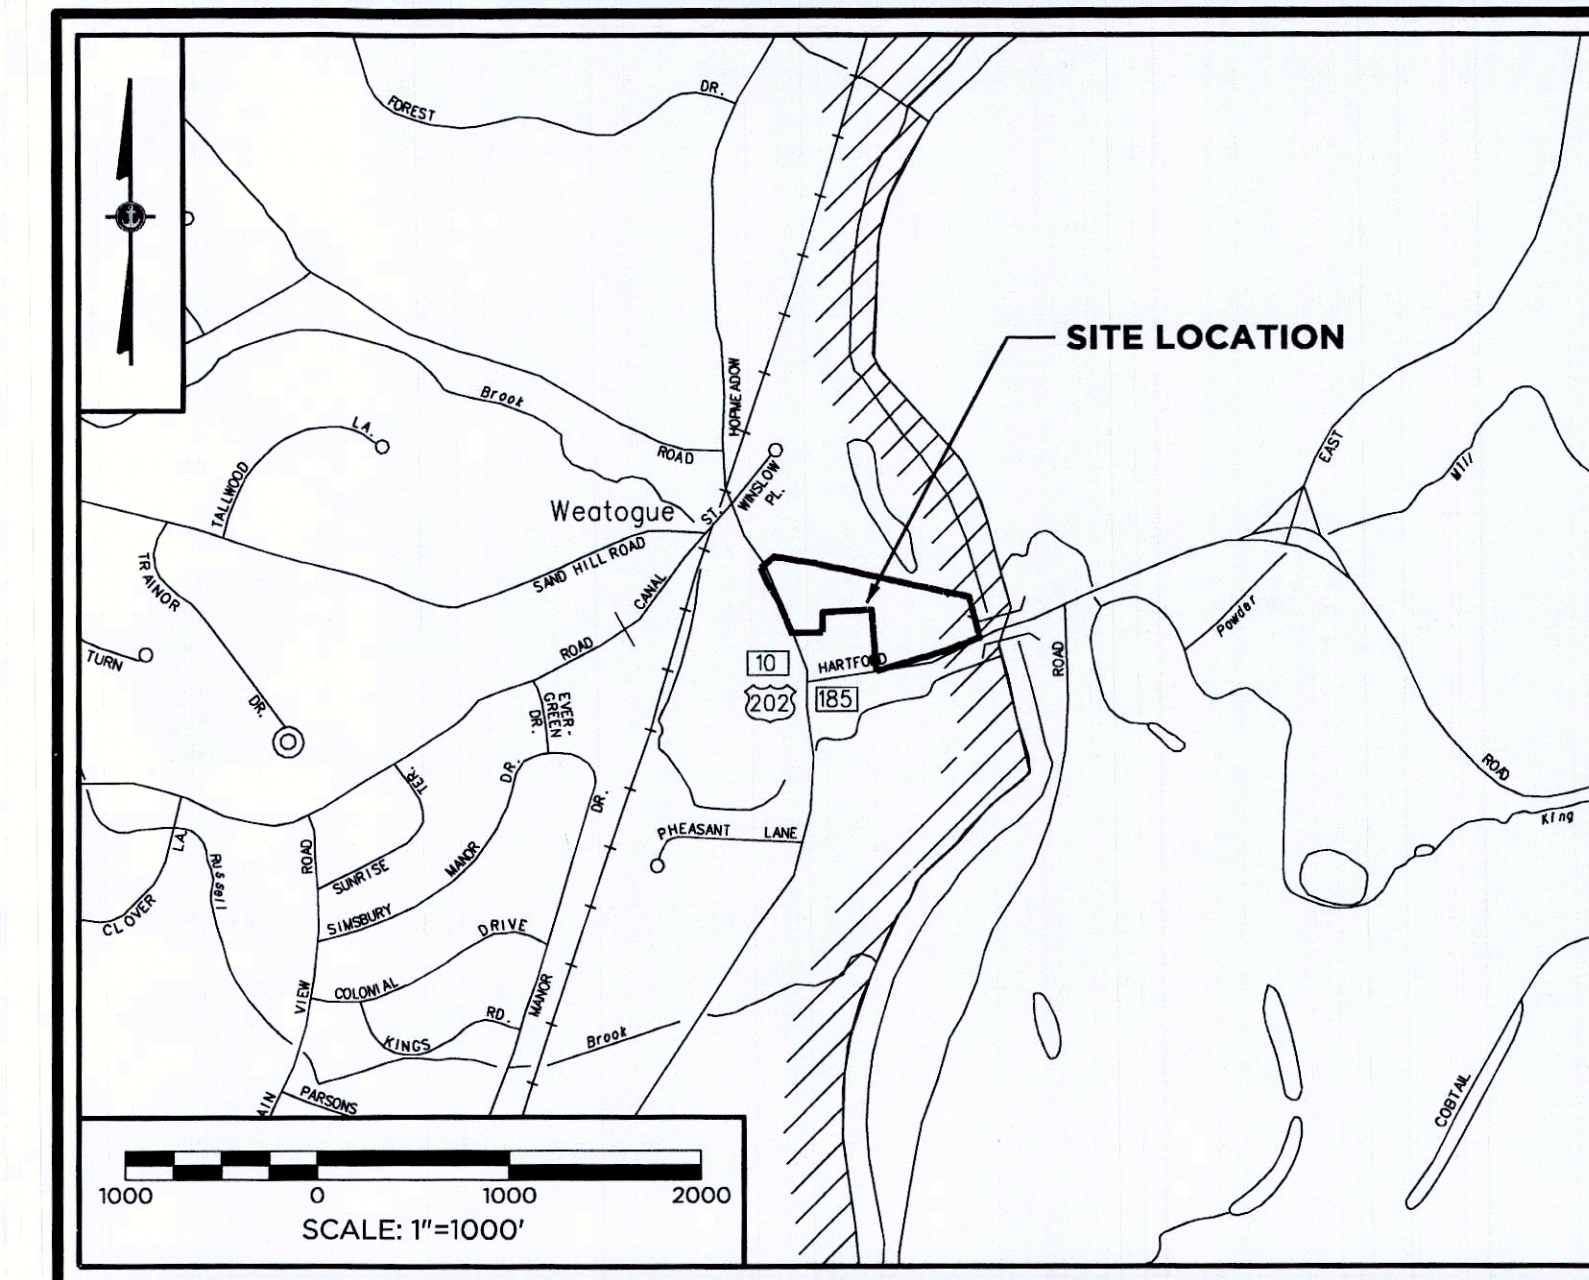 FOREST
DR.
SITE LOCATION
HOPMEADOW
ST.
Brook
LA.
TALLWOOD
ROAD
WINSLOW
PL.
Weatogue
SAND HILL ROAD
EAST
Mill
TRAINOR
DR.
CANAL
ROAD
TURN
10
HARTFORD
202
185
ROAD
Powder
EVER-
GREEN
DR.
ROAD
King
TER.
SUNRISE
DR.
MANOR
SIMSBURY
DR.
MANOR
PHEASANT LANE
LA.
CLOVER
Russell
ROAD
VIEW
AIN
COLONIAL
DRIVE
KINGS
RD.
Brook
PARSONS
COBTAIL
1000 0 1000 2000
SCALE: 1"=1000'